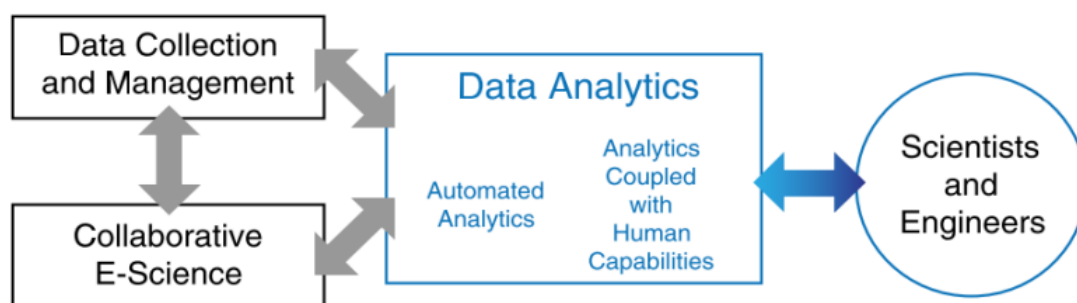 Data Collection
and Management
Collaborative
E-Science
Data Analytics
Automated
Analytics
Analytics
Coupled
with
Human
Capabilities
Scientists
and
Engineers